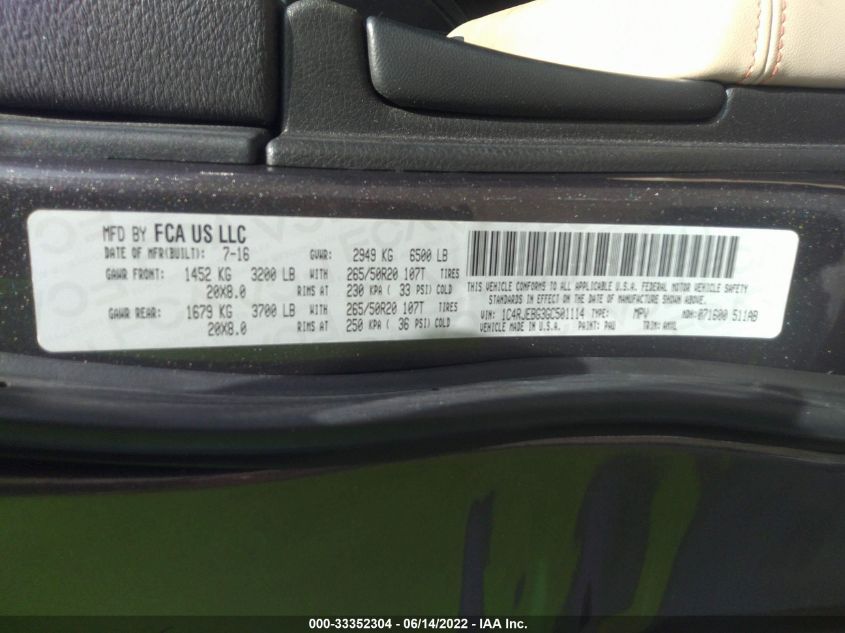 MFD BY FCA US LLC
DATE OF MFR(BUILT): 7-16 GVWR: 2949 KG 6500 LB
GAWR FRONT: 1452 KG 3200 LB WITH 265/50R20 107T TIRES
20X8.0 RIMS AT 230 KPA ( 33 PSI) COLD
GAWR REAR: 1679 KG 3700 LB WITH 265/50R20 107T TIRES
20X8.0 RIMS AT 250 KPA ( 36 PSI) COLD
THIS VEHICLE CONFORMS TO ALL APPLICABLE U.S.A. FEDERAL MOTOR VEHICLE SAFETY
STANDARDS IN EFFECT ON THE DATE OF MANUFACTURE SHOWN ABOVE.
VIN: 1C4RJEBG3GC501114 TYPE: MPV MDH: 071600 511AB
VEHICLE MADE IN U.S.A. PAINT: PAU TRIM:
000-33352304 - 06/14/2022 - IAA Inc.